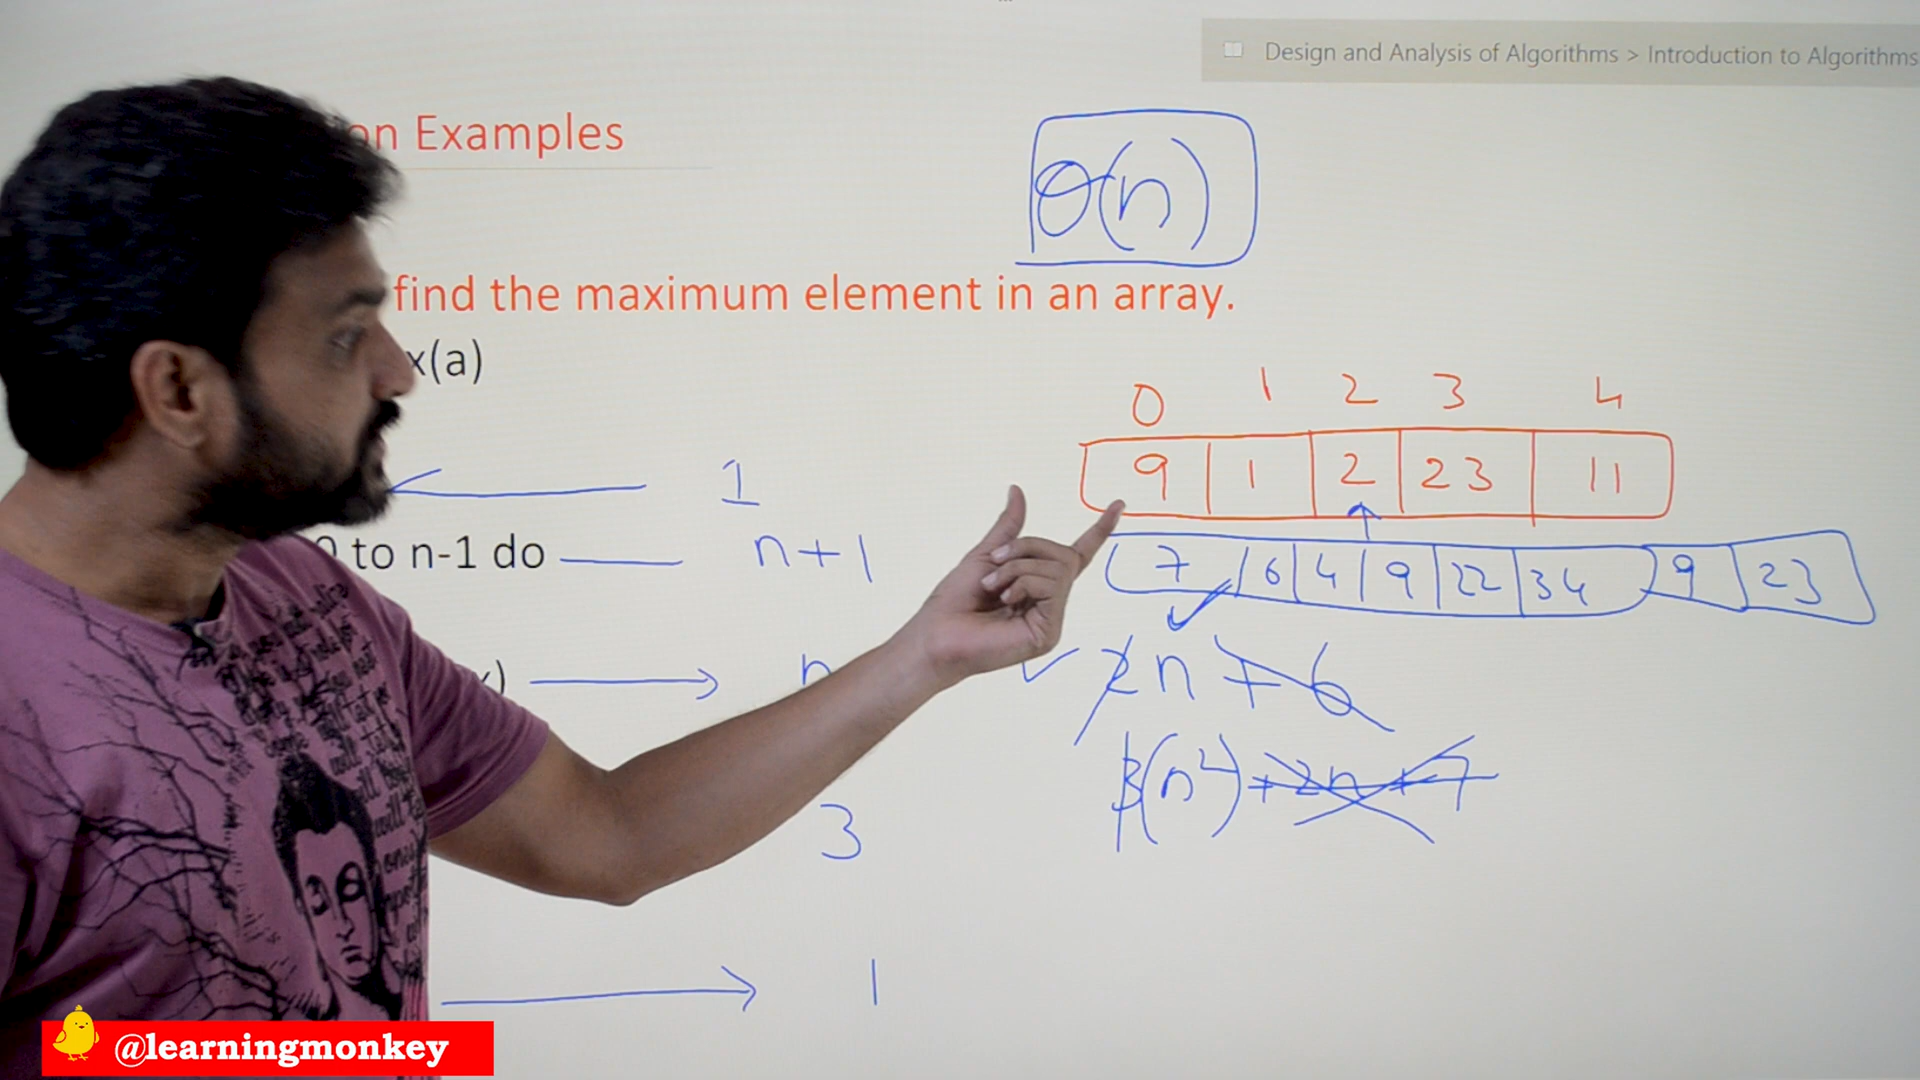 Design and Analysis of Algorithms > Introduction to Algorithms
on Examples
θ(n)
find the maximum element in an array.
x(a)
0 1 2 3 4
9 1 2 23 11
1
0 to n-1 do
n+1
7 6 4 9 22 34 9 23
x)
n
2n+6
3(n²)+2n+7
3
1
@learningmonkey